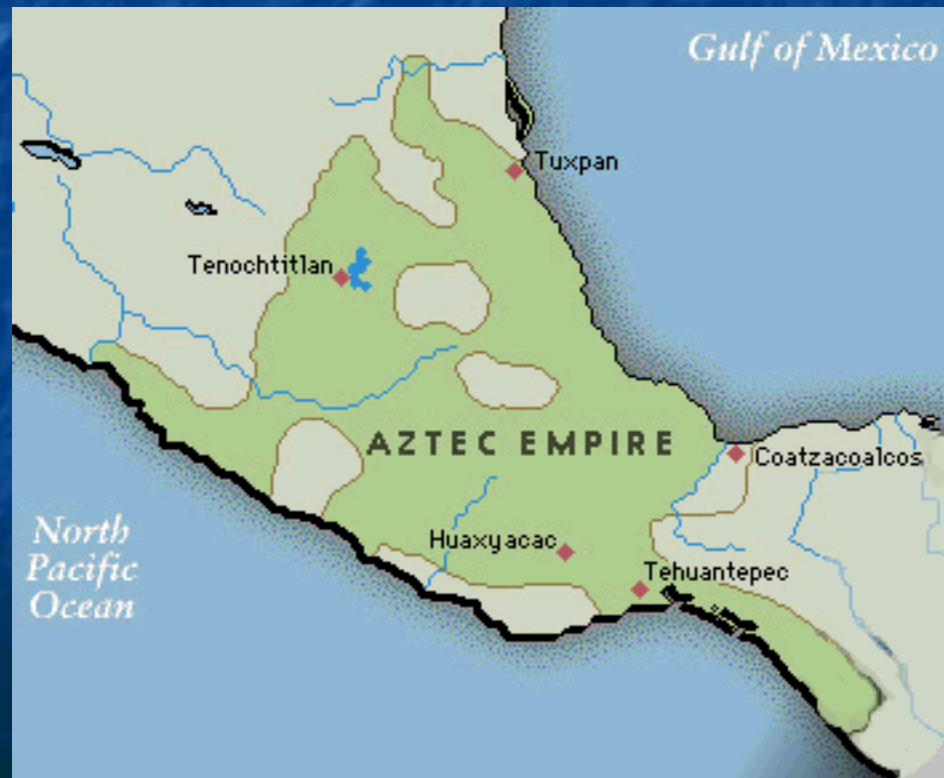 Gulf of Mexico
Tuxpan
Tenochtitlan
AZTEC EMPIRE
Coatzacoalcos
North
Pacific
Ocean
Huaxyacac
Tehuantepec